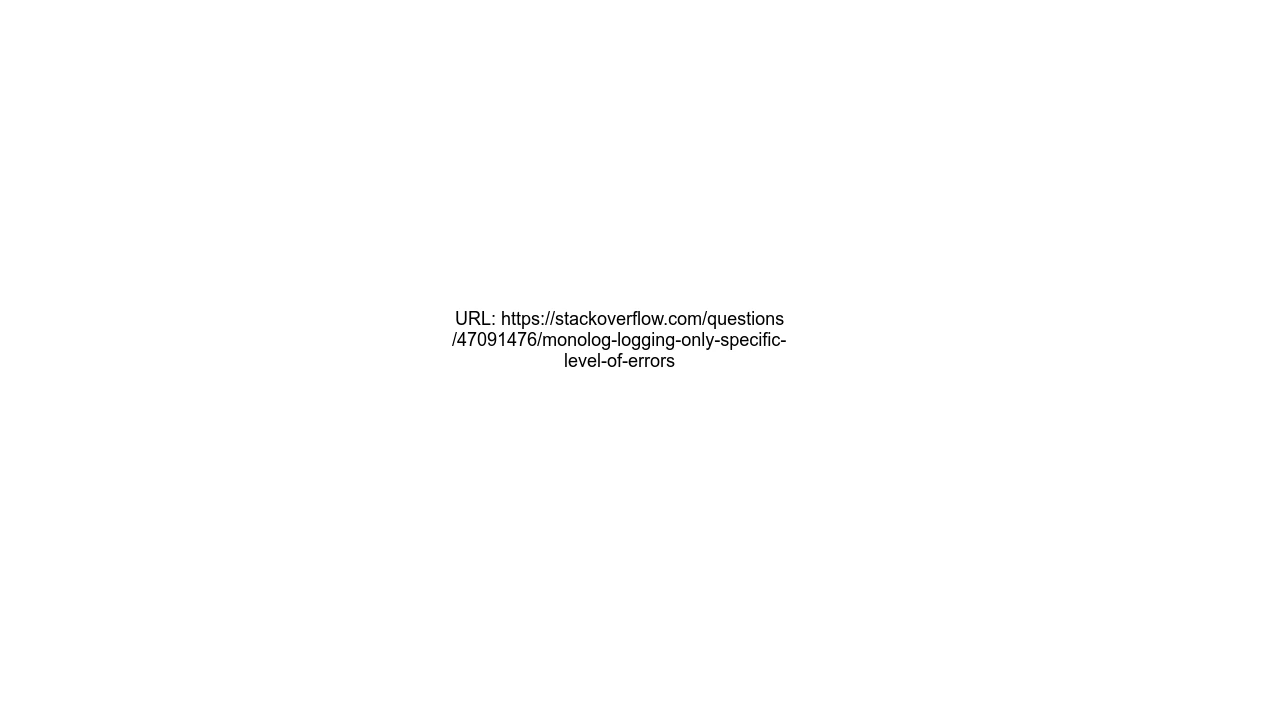 URL: https://stackoverflow.com/questions
/47091476/monolog-logging-only-specific-
level-of-errors